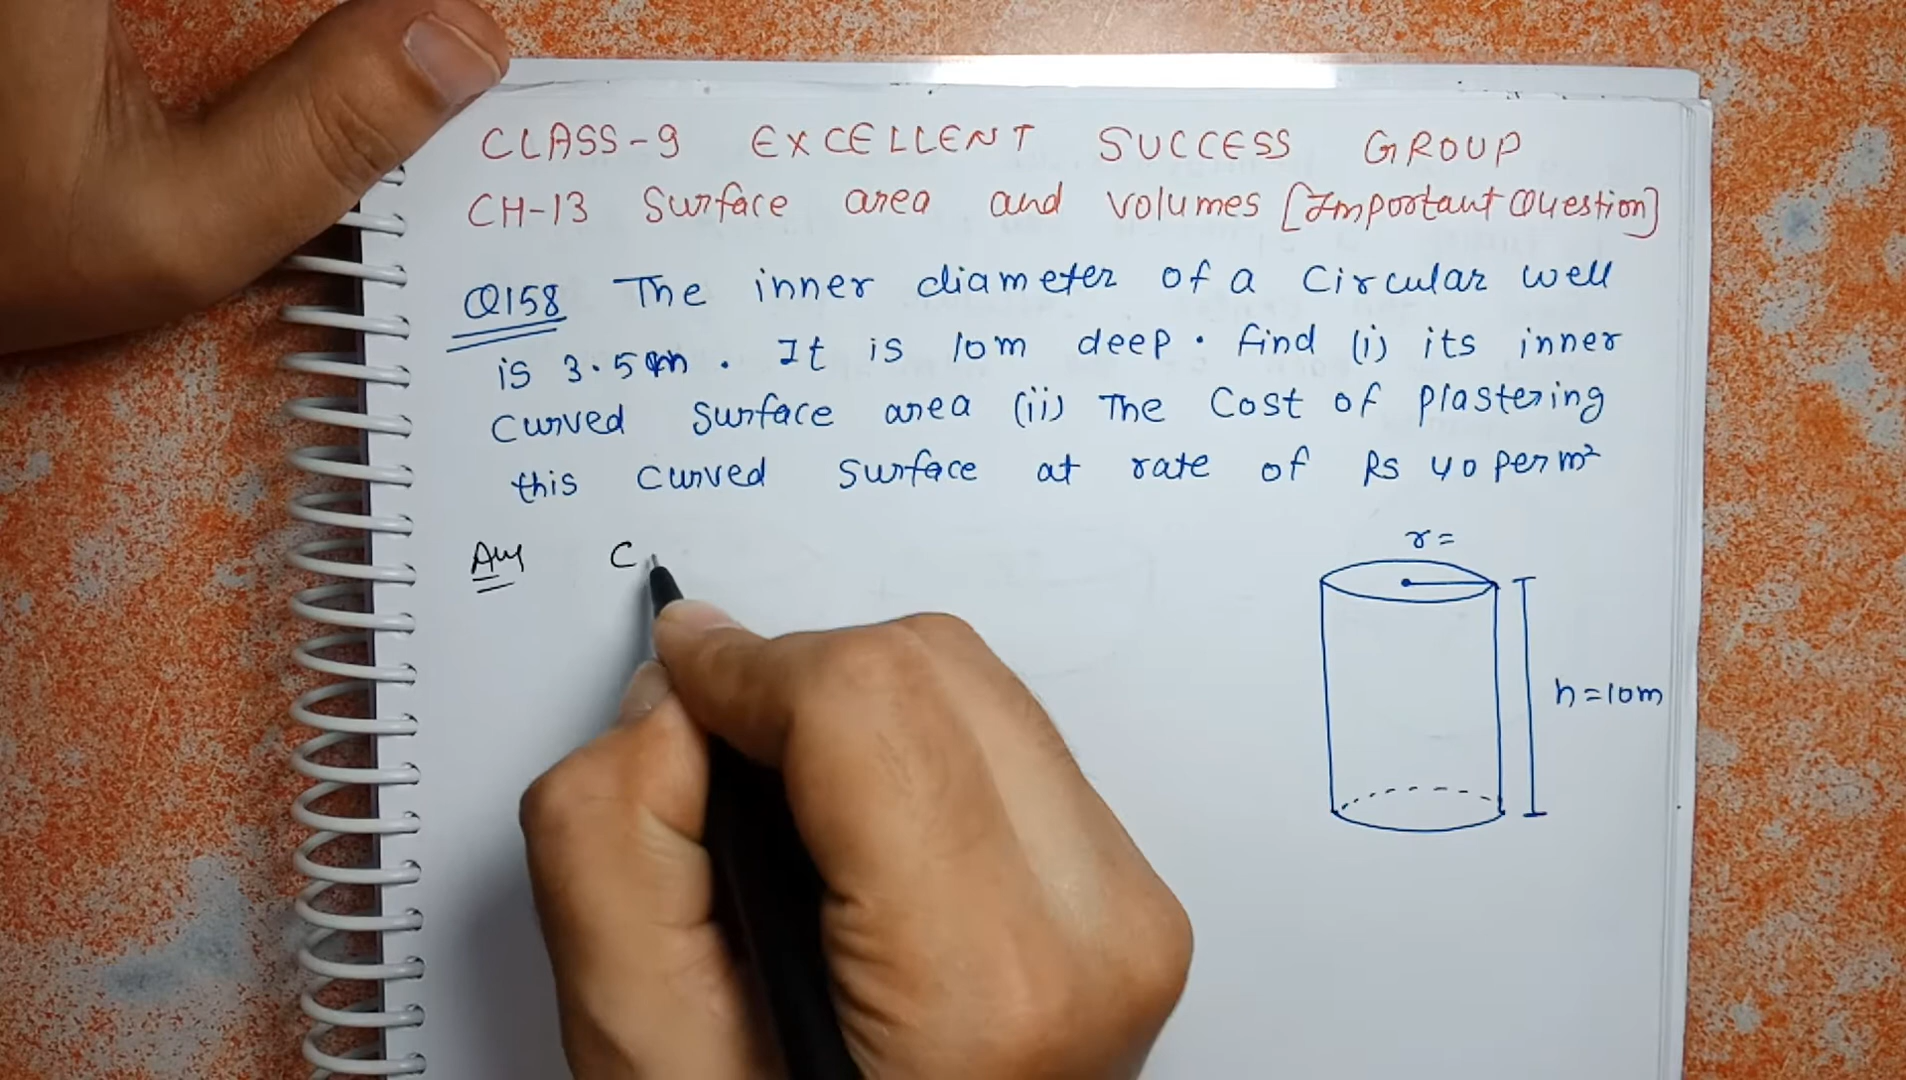 CLASS-9 EXCELLENT SUCCESS GROUP
CH-13 Surface area and volumes [Important Question]
Q158 The inner diameter of a Circular well
is 3.5m. It is 10m deep. find (i) its inner
curved surface area (ii) The Cost of plastering
this curved surface at rate of Rs 40 per m²
Ans C
r=
h=10m